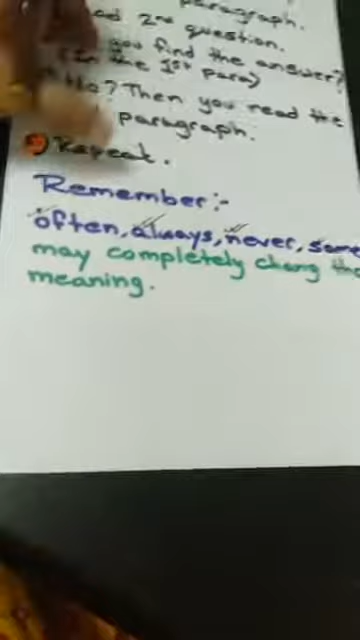 paragraph.
2nd question.
you find the answer?
in the 1st para)
No? Then you read the
paragraph.
Repeat.
Remember:-
often, always, never, some
may completely chang the
meaning.